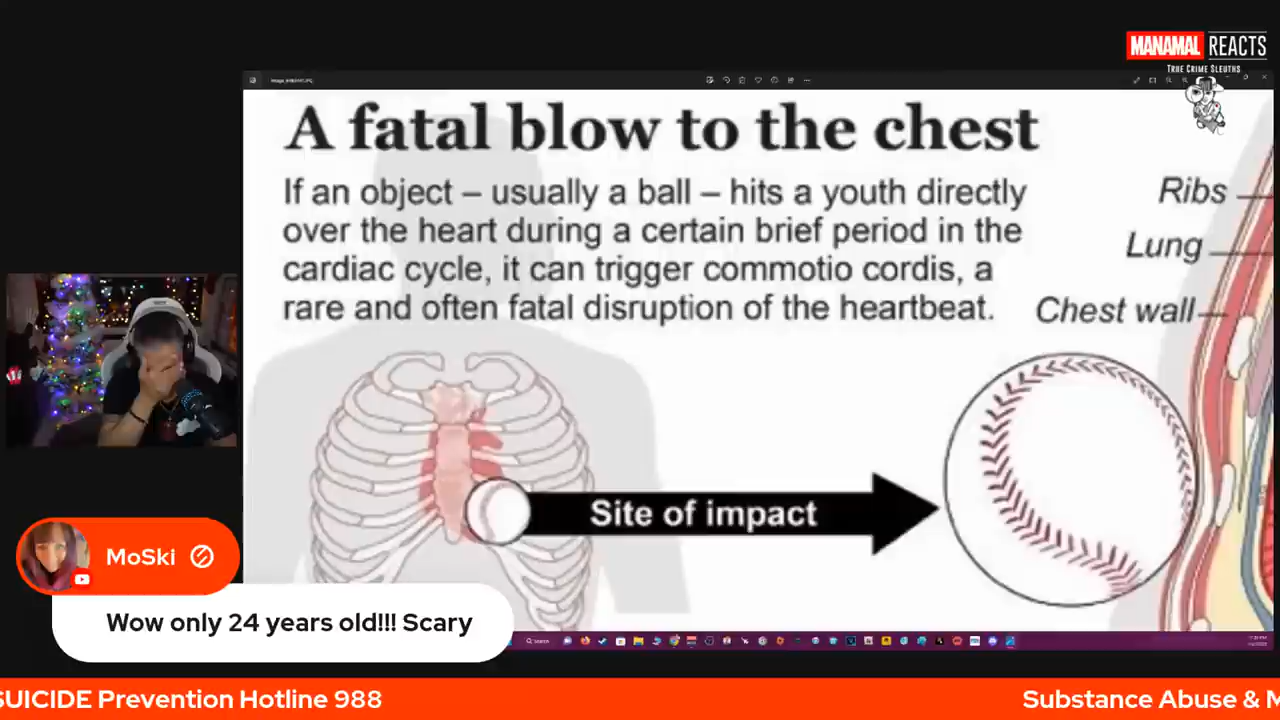 MANAMAL REACTS
TRUE CRIME SLEUTHS
A fatal blow to the chest
If an object – usually a ball – hits a youth directly
over the heart during a certain brief period in the
cardiac cycle, it can trigger commotio cordis, a
rare and often fatal disruption of the heartbeat.
Ribs
Lung
Chest wall
Site of impact
MoSki
Wow only 24 years old!!! Scary
Search
SUICIDE Prevention Hotline 988
Substance Abuse & M